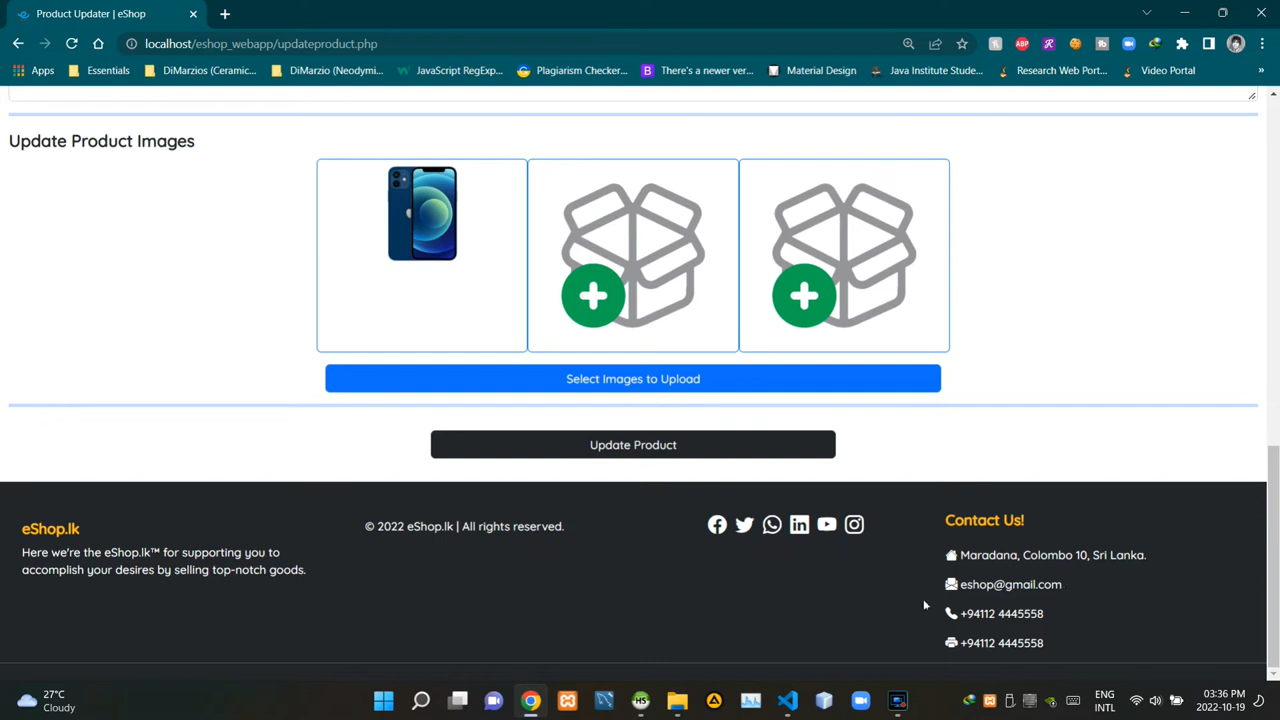 Product Updater | eShop
localhost/eshop_webapp/updateproduct.php
ABP
Apps
Essentials
DiMarzios (Ceramic...
DiMarzio (Neodymi...
JavaScript RegExp...
Plagiarism Checker...
B
There's a newer ver...
Material Design
Java Institute Stude...
Research Web Port...
Video Portal
»
Update Product Images
Select Images to Upload
Update Product
eShop.lk
Here we're the eShop.lk™ for supporting you to
accomplish your desires by selling top-notch goods.
© 2022 eShop.lk | All rights reserved.
Contact Us!
Maradana, Colombo 10, Sri Lanka.
eshop@gmail.com
+94112 4445558
+94112 4445558
27°C
Cloudy
HS
ENG
INTL
03:36 PM
2022-10-19